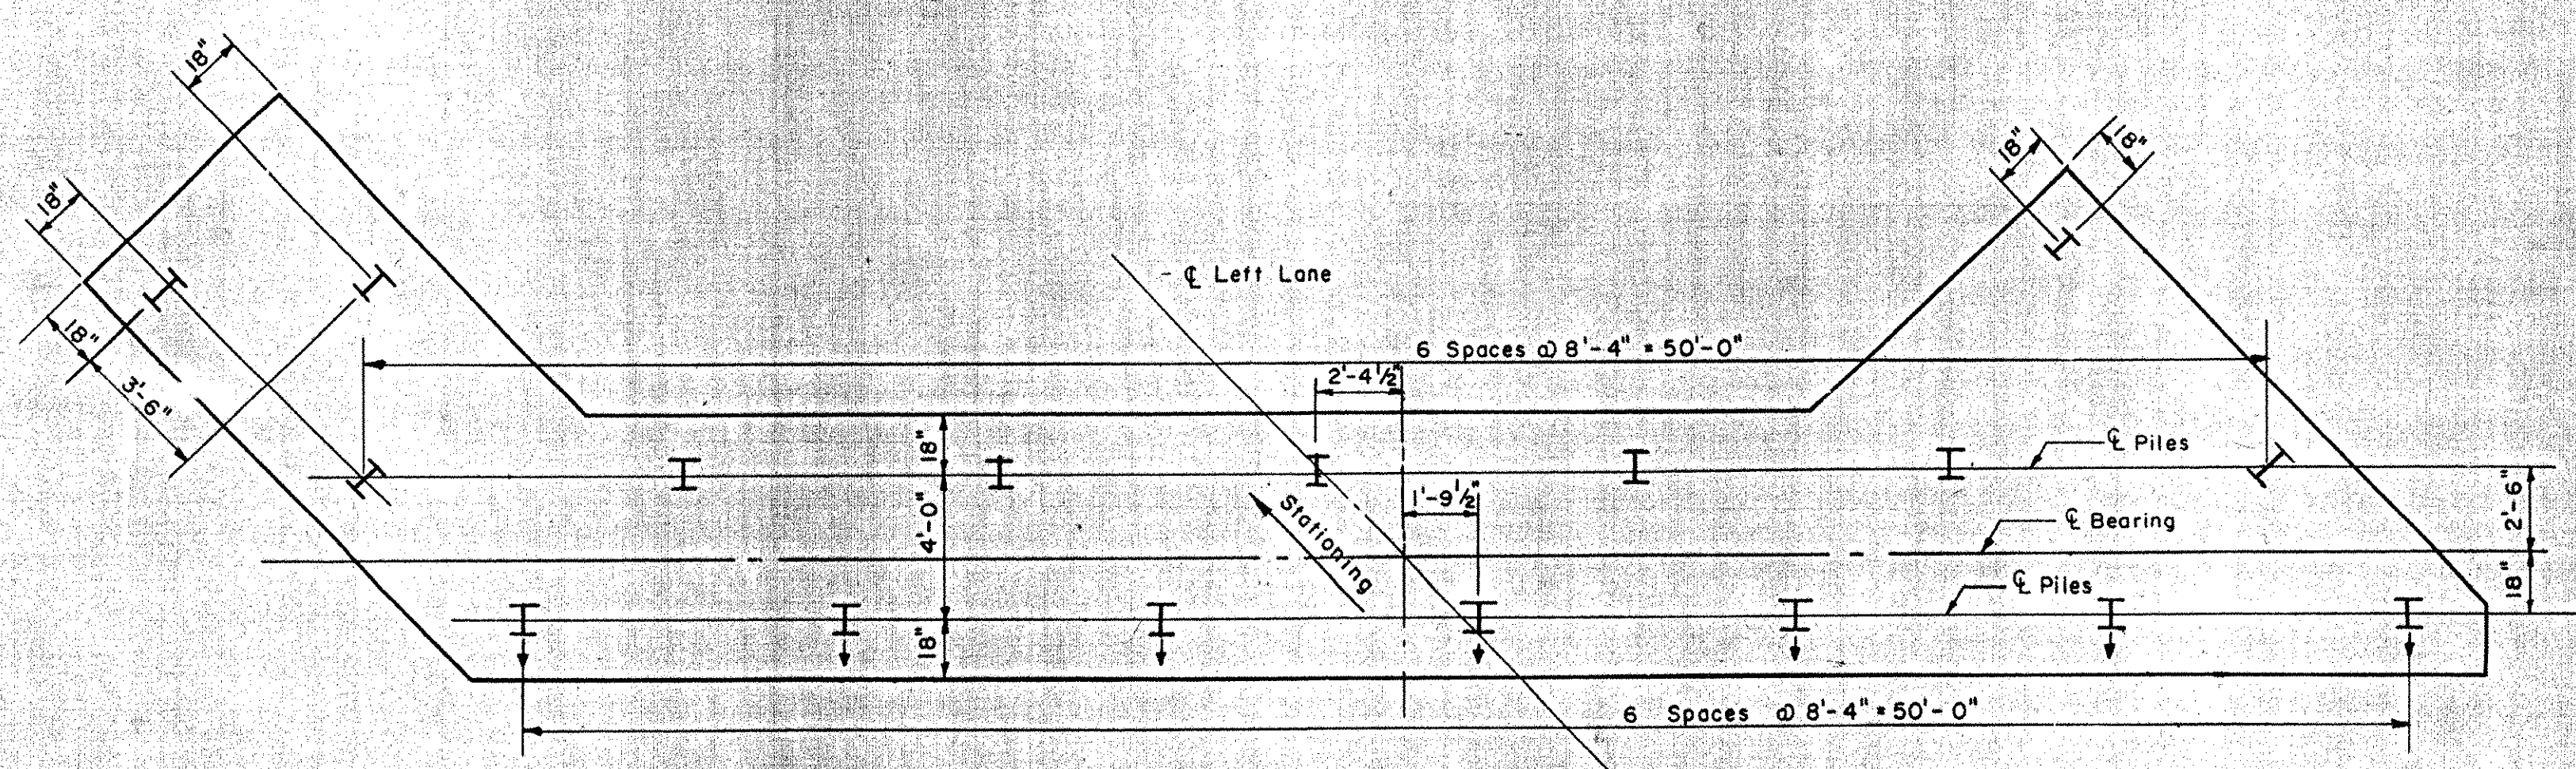 18"
18"
18"
3'-6"
18"
18"
℄ Left Lane
6 Spaces @ 8'-4" = 50'-0"
2'-4½"
18"
4'-0"
18"
℄ Piles
1'-9½"
Stationing
℄ Bearing
2'-6"
18"
℄ Piles
6 Spaces @ 8'-4" = 50'-0"